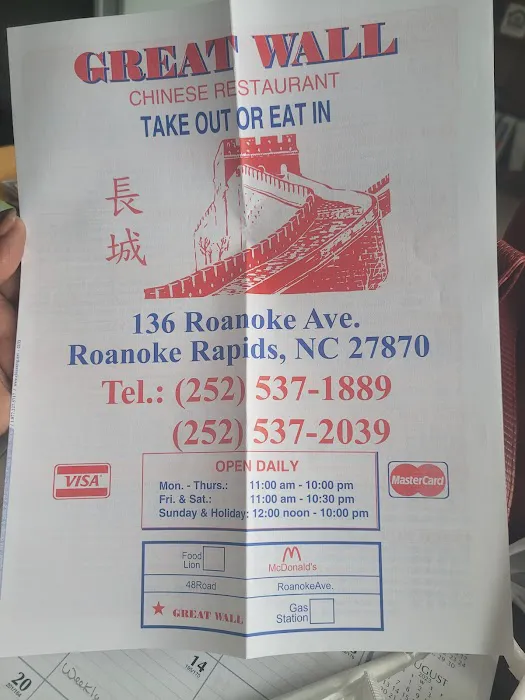 GREAT WALL
CHINESE RESTAURANT
TAKE OUT OR EAT IN
長
城
136 Roanoke Ave.
Roanoke Rapids, NC 27870
Tel.: (252) 537-1889
(252) 537-2039
OPEN DAILY
Mon. - Thurs.: 11:00 am - 10:00 pm
Fri. & Sat.: 11:00 am - 10:30 pm
Sunday & Holiday: 12:00 noon - 10:00 pm
VISA
MasterCard
Food
Lion
McDonald's
48Road
RoanokeAve.
GREAT WALL
Gas
Station
20
Weekly
14
UGUST